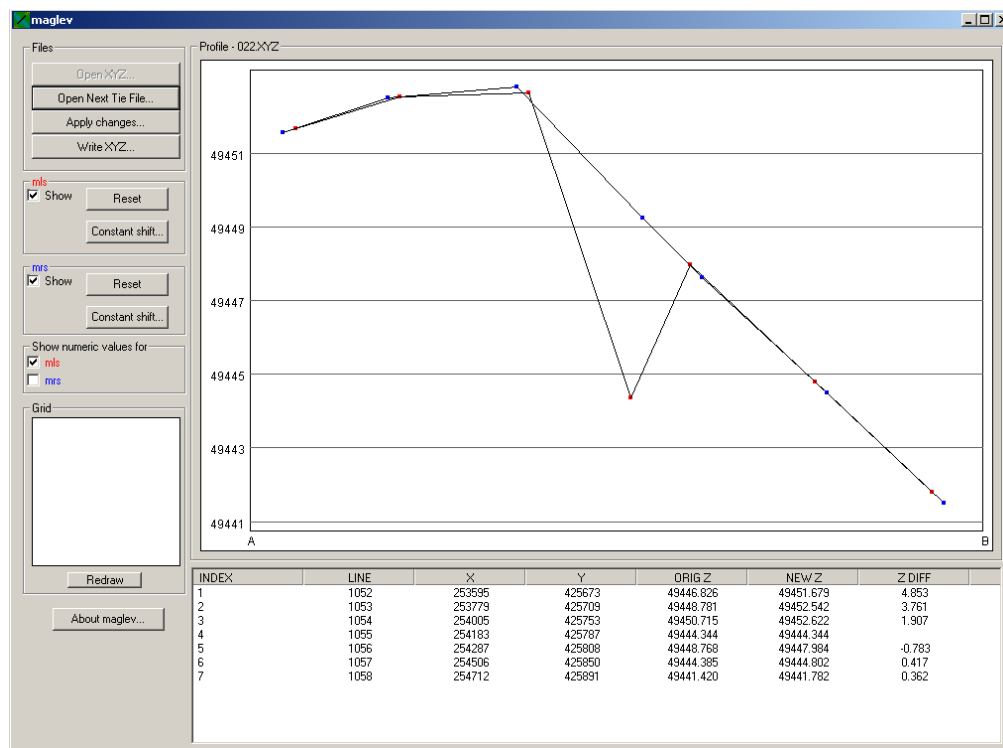 maglev
Files
Open XYZ...
Open Next Tie File...
Apply changes...
Write XYZ...
mls
Show
Reset
Constant shift...
mrs
Show
Reset
Constant shift...
Show numeric values for
mls
mrs
Grid
Redraw
About maglev...
Profile - 022.XYZ
49451
49449
49447
49445
49443
49441
A B
INDEX LINE X Y ORIG Z NEW Z Z DIFF
1 1052 253595 425673 49446.826 49451.679 4.853
2 1053 253779 425709 49448.781 49452.542 3.761
3 1054 254005 425753 49450.715 49452.622 1.907
4 1055 254183 425787 49444.344 49444.344
5 1056 254287 425808 49448.768 49447.984 -0.783
6 1057 254506 425850 49444.385 49444.802 0.417
7 1058 254712 425891 49441.420 49441.782 0.362